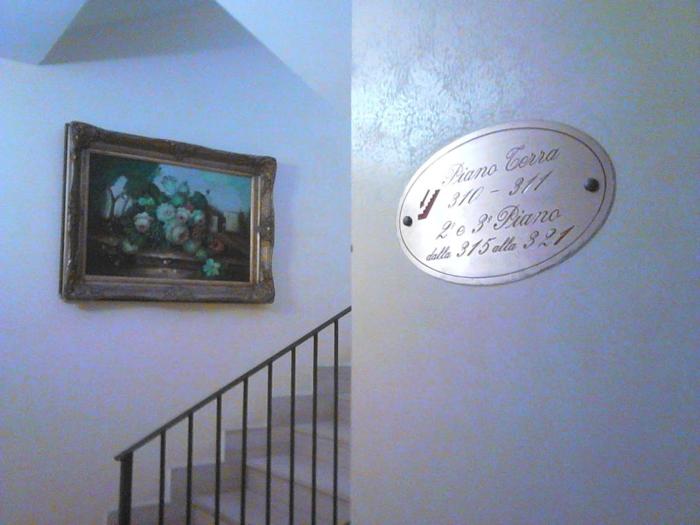 Piano Terra
310 - 311
2° e 3° Piano
dalla 315 alla 321